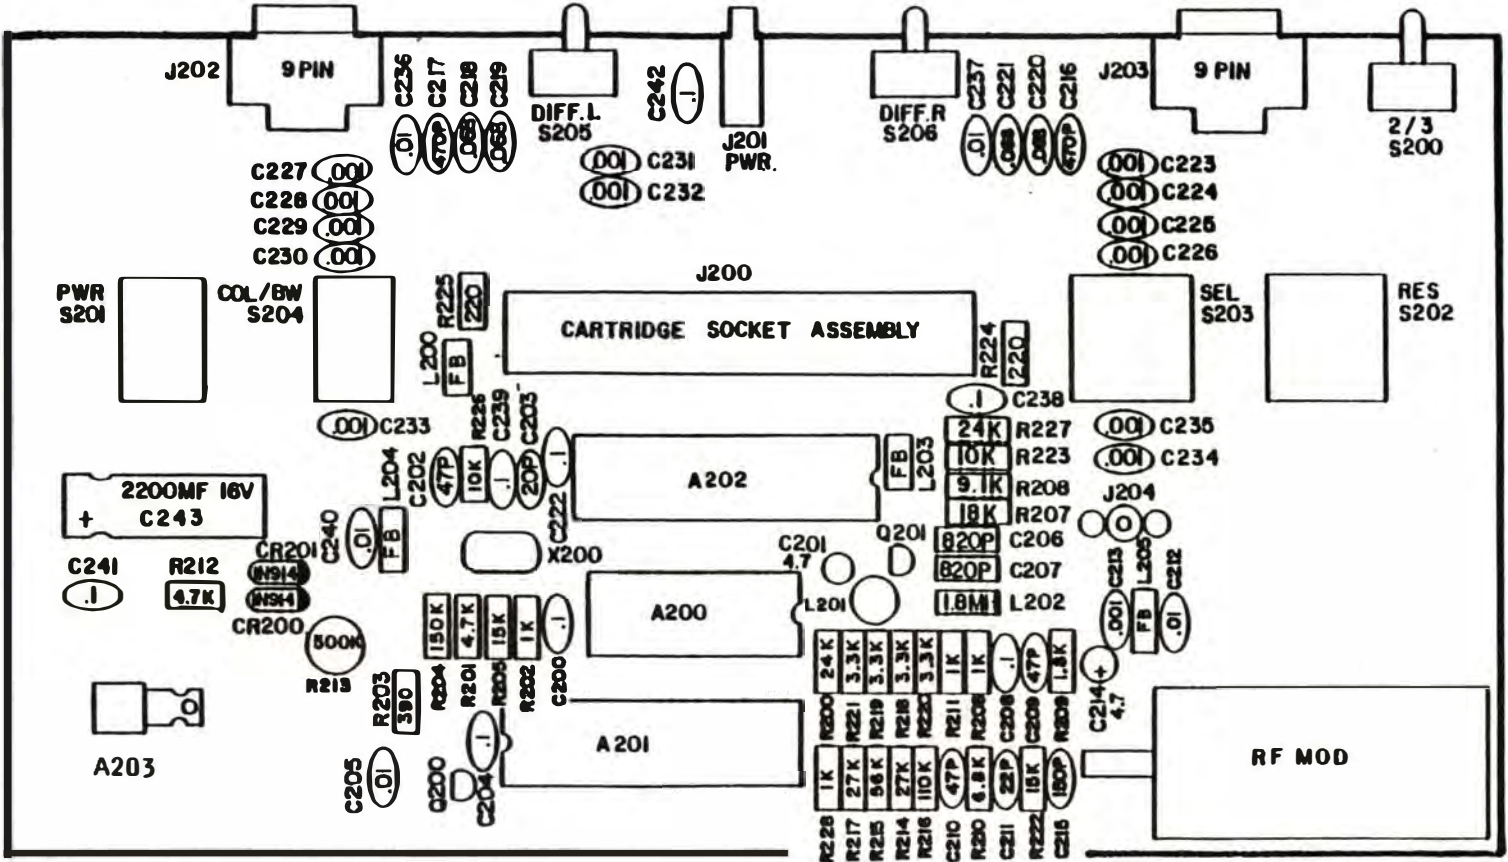 J202
9 PIN
C236
C217
C218
C219
.01
470P
.068
.068
DIFF.L
S205
C242
.1
J201
PWR.
DIFF.R
S206
C237
C221
C220
C216
.01
.068
.068
470P
J203
9 PIN
2/3
S200
C227 .001
C228 .001
C229 .001
C230 .001
.001 C231
.001 C232
.001 C223
.001 C224
.001 C225
.001 C226
PWR
S201
COL/BW
S204
R225
220
L200
FB
J200
CARTRIDGE SOCKET ASSEMBLY
R224
220
SEL
S203
RES
S202
.001 C233
.1 C238
24K R227
10K R223
9.1K R208
18K R207
820P C206
820P C207
1.8MH L202
.001 C235
.001 C234
J204
2200MF 16V
+ C243
C240
.01
L204
FB
C202
47P
R226
10K
C239
.1
C203
20P
.1
C222
A202
FB
L203
C241
.1
R212
4.7K
CR201
1N914
1N914
CR200
500K
R213
X200
C201
4.7
Q201
L201
A200
C213
.001
L205
FB
C212
.01
150K
R204
4.7K
R201
15K
R205
1K
R202
.1
C200
R203
390
24K
R200
3.3K
R221
3.3K
R219
3.3K
R218
3.3K
R220
1K
R211
1K
R206
.1
C208
47P
C209
1.8K
R209
+
C214
4.7
A203
C205
.01
Q200
.1
C204
A201
1K
R228
27K
R217
56K
R215
27K
R214
110K
R216
47P
C210
6.8K
R210
22P
C211
15K
R222
180P
C215
RF MOD